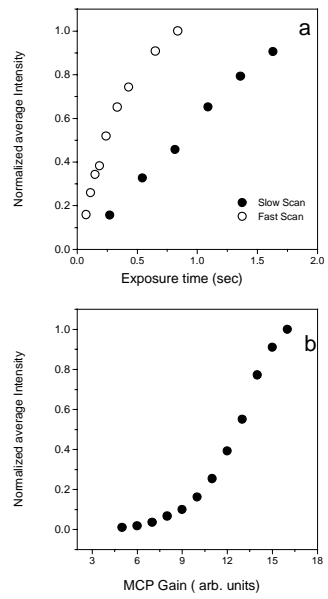 a
Normalized average Intensity
1.0
0.8
0.6
0.4
0.2
0.0
Slow Scan
Fast Scan
0.0 0.5 1.0 1.5 2.0
Exposure time (sec)
b
Normalized average Intensity
1.0
0.8
0.6
0.4
0.2
0.0
3 6 9 12 15 18
MCP Gain ( arb. units)